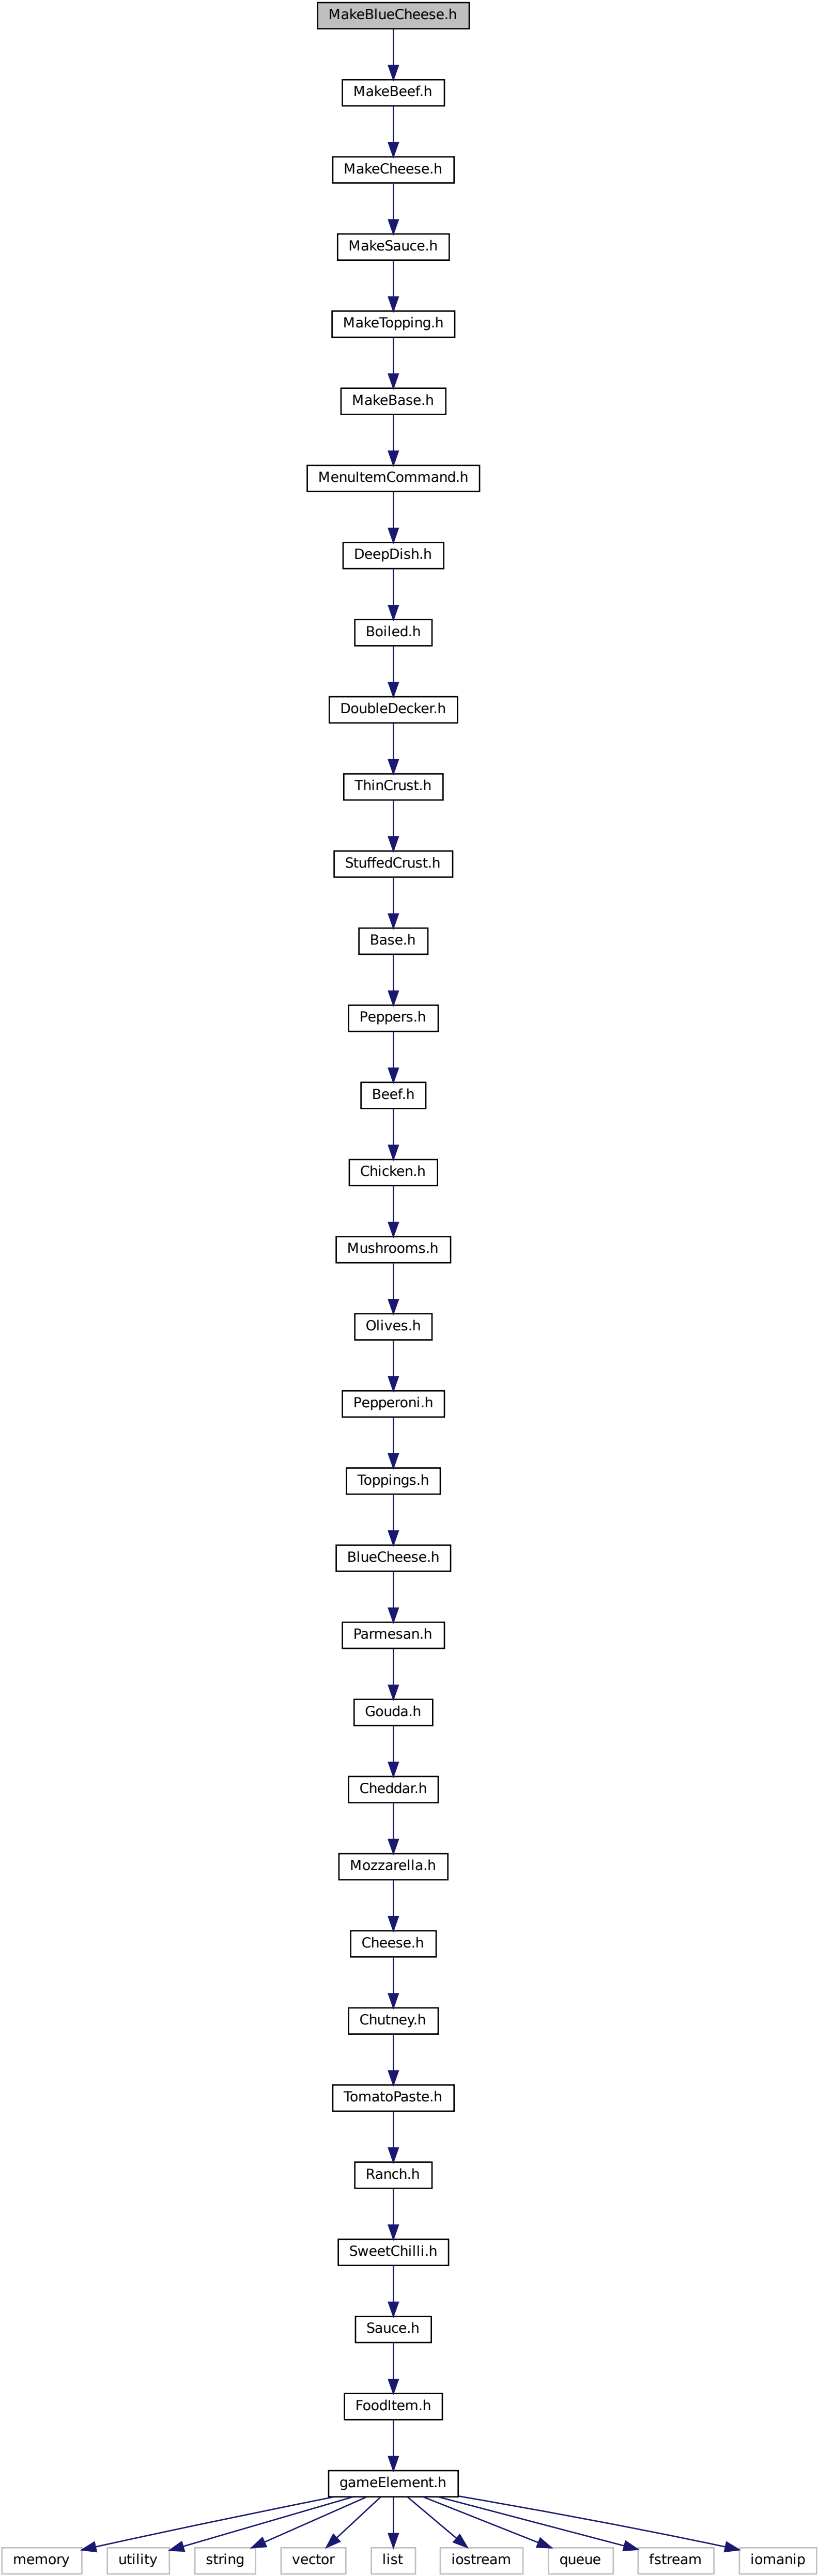 MakeBlueCheese.h
MakeBeef.h
MakeCheese.h
MakeSauce.h
MakeTopping.h
MakeBase.h
MenuItemCommand.h
DeepDish.h
Boiled.h
DoubleDecker.h
ThinCrust.h
StuffedCrust.h
Base.h
Peppers.h
Beef.h
Chicken.h
Mushrooms.h
Olives.h
Pepperoni.h
Toppings.h
BlueCheese.h
Parmesan.h
Gouda.h
Cheddar.h
Mozzarella.h
Cheese.h
Chutney.h
TomatoPaste.h
Ranch.h
SweetChilli.h
Sauce.h
FoodItem.h
gameElement.h
memory utility string vector list iostream queue fstream iomanip